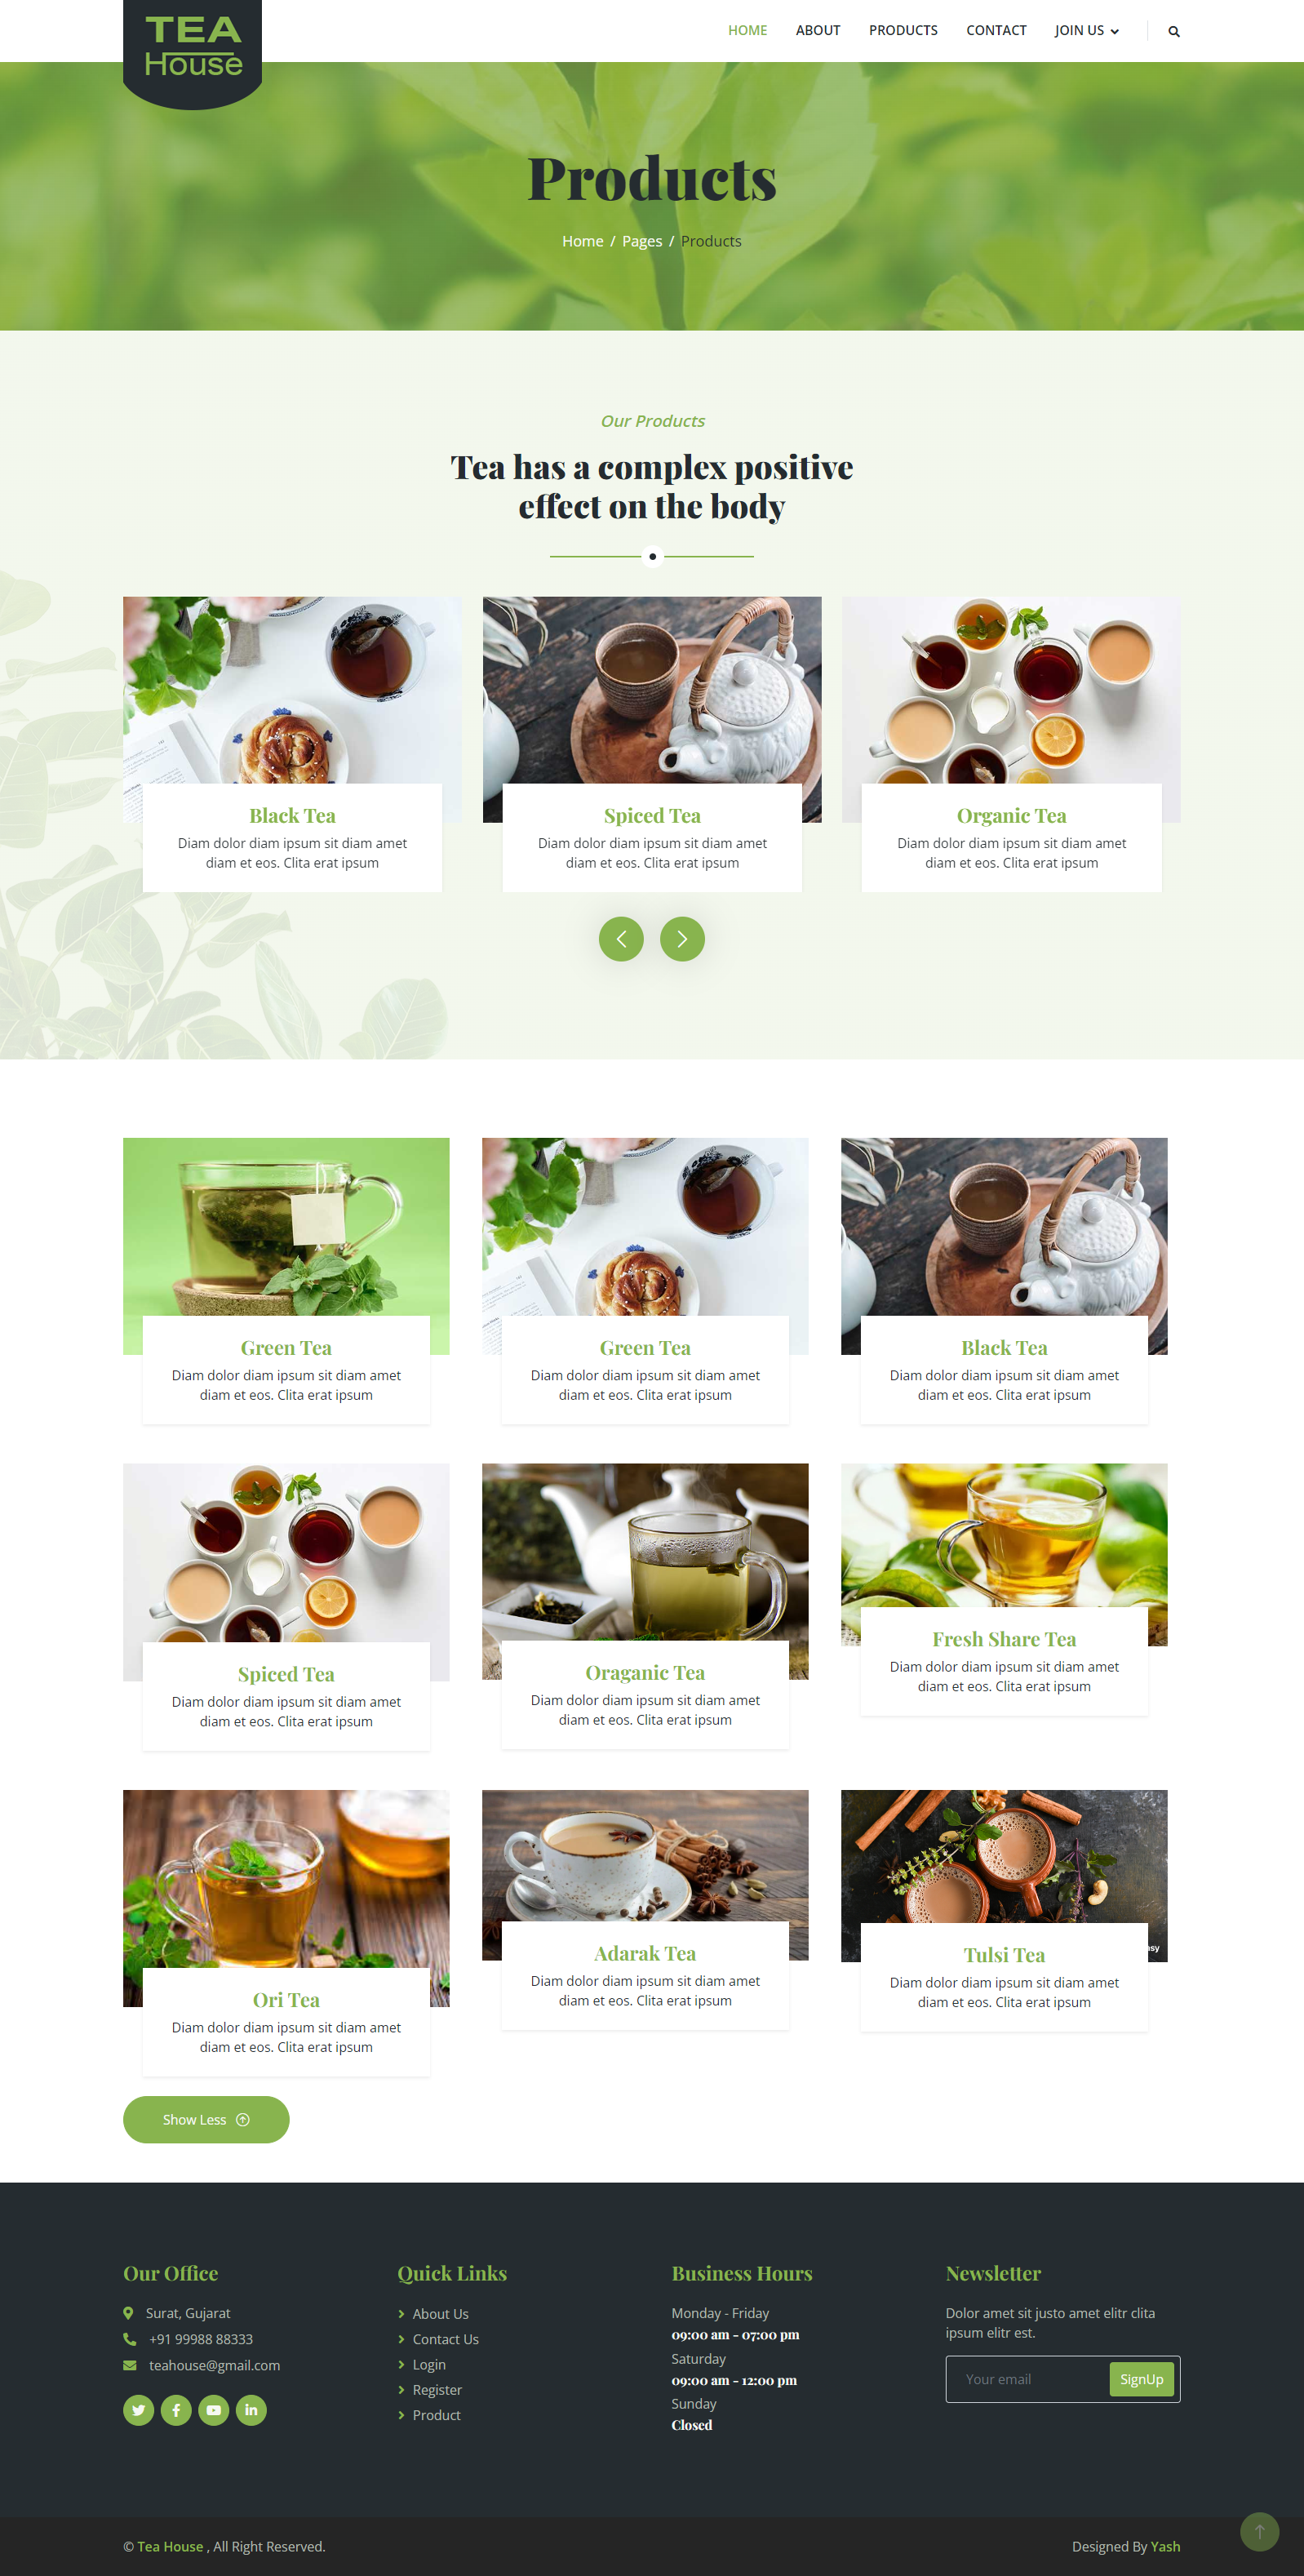 TEA
House
HOME ABOUT PRODUCTS CONTACT JOIN US
Products
Home / Pages / Products
Our Products
Tea has a complex positive
effect on the body
Black Tea
Diam dolor diam ipsum sit diam amet
diam et eos. Clita erat ipsum
Spiced Tea
Diam dolor diam ipsum sit diam amet
diam et eos. Clita erat ipsum
Organic Tea
Diam dolor diam ipsum sit diam amet
diam et eos. Clita erat ipsum
Green Tea
Diam dolor diam ipsum sit diam amet
diam et eos. Clita erat ipsum
Green Tea
Diam dolor diam ipsum sit diam amet
diam et eos. Clita erat ipsum
Black Tea
Diam dolor diam ipsum sit diam amet
diam et eos. Clita erat ipsum
Spiced Tea
Diam dolor diam ipsum sit diam amet
diam et eos. Clita erat ipsum
Oraganic Tea
Diam dolor diam ipsum sit diam amet
diam et eos. Clita erat ipsum
Fresh Share Tea
Diam dolor diam ipsum sit diam amet
diam et eos. Clita erat ipsum
Ori Tea
Diam dolor diam ipsum sit diam amet
diam et eos. Clita erat ipsum
Adarak Tea
Diam dolor diam ipsum sit diam amet
diam et eos. Clita erat ipsum
Tulsi Tea
Diam dolor diam ipsum sit diam amet
diam et eos. Clita erat ipsum
Show Less
Our Office
Surat, Gujarat
+91 99988 88333
teahouse@gmail.com
Quick Links
About Us
Contact Us
Login
Register
Product
Business Hours
Monday - Friday
09:00 am - 07:00 pm
Saturday
09:00 am - 12:00 pm
Sunday
Closed
Newsletter
Dolor amet sit justo amet elitr clita
ipsum elitr est.
Your email SignUp
© Tea House , All Right Reserved.
Designed By Yash